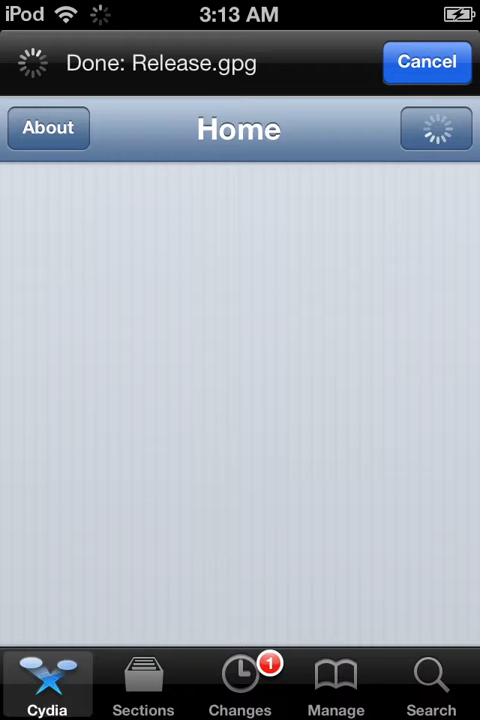 iPod 3:13 AM
Done: Release.gpg Cancel
About Home
1
Cydia Sections Changes Manage Search